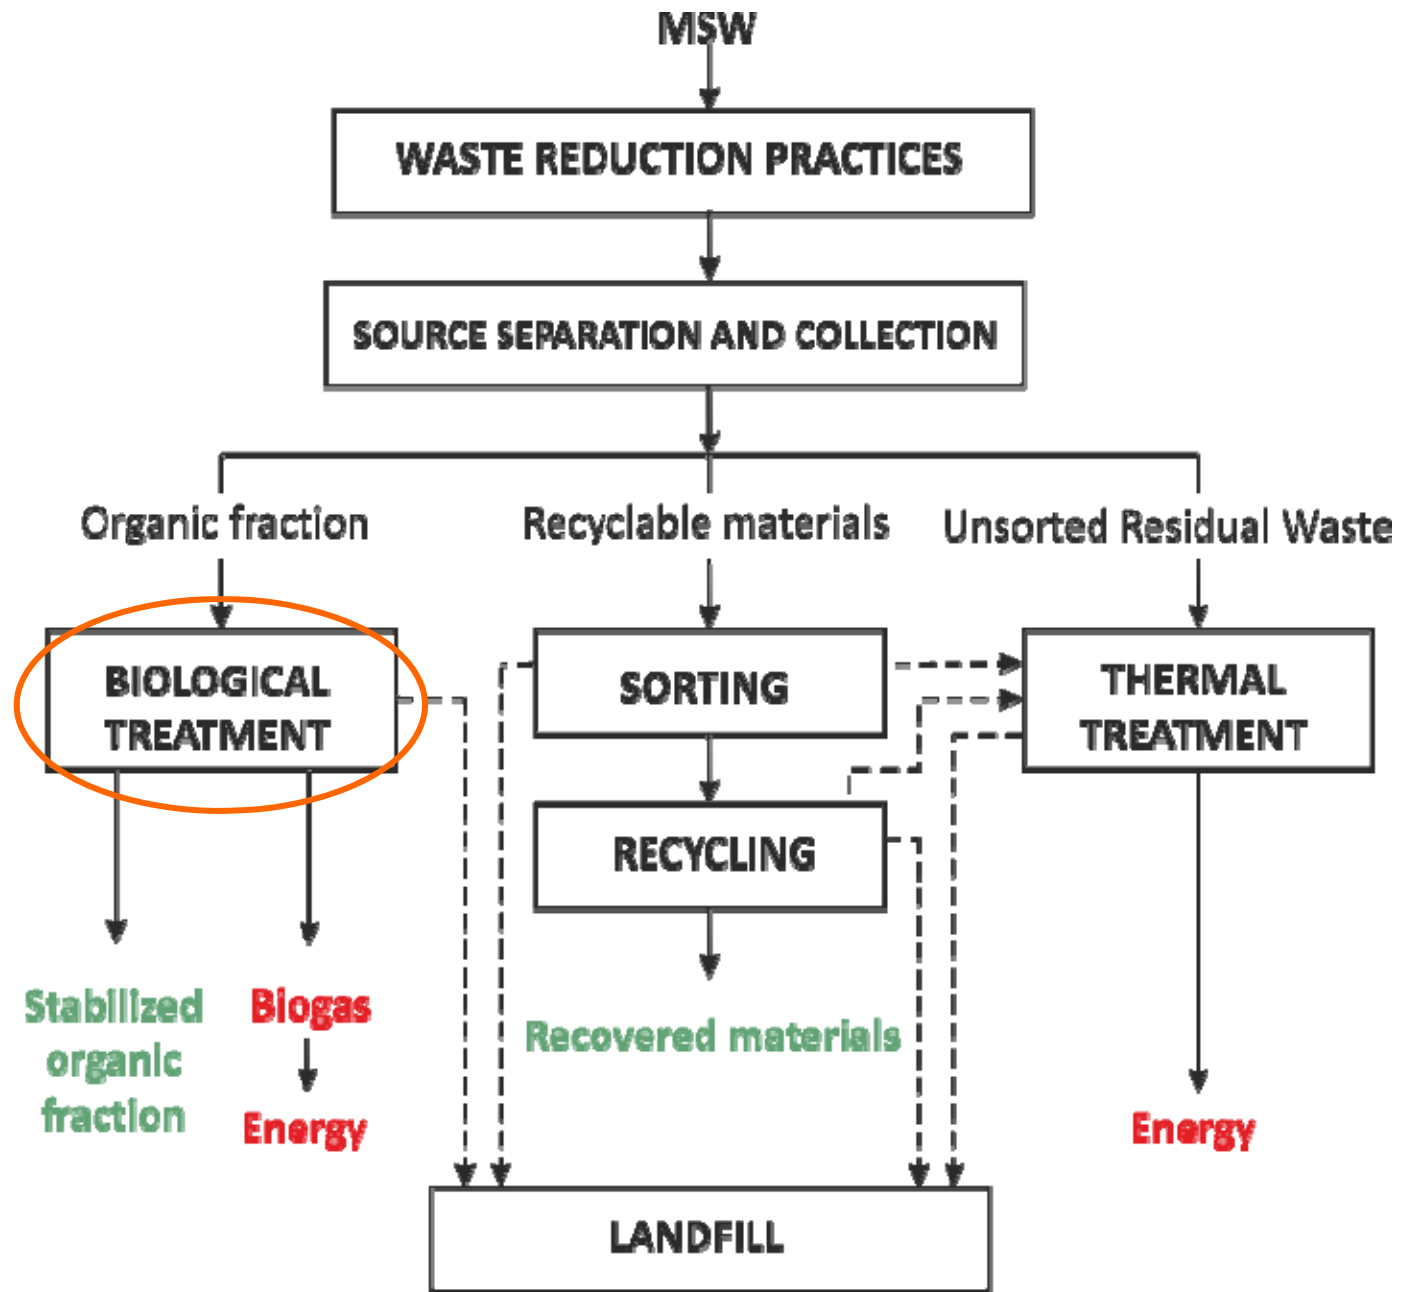 MSW
WASTE REDUCTION PRACTICES
SOURCE SEPARATION AND COLLECTION
Organic fraction
Recyclable materials
Unsorted Residual Waste
BIOLOGICAL
TREATMENT
SORTING
THERMAL
TREATMENT
RECYCLING
Stabilized
organic
fraction
Biogas
Energy
Recovered materials
Energy
LANDFILL